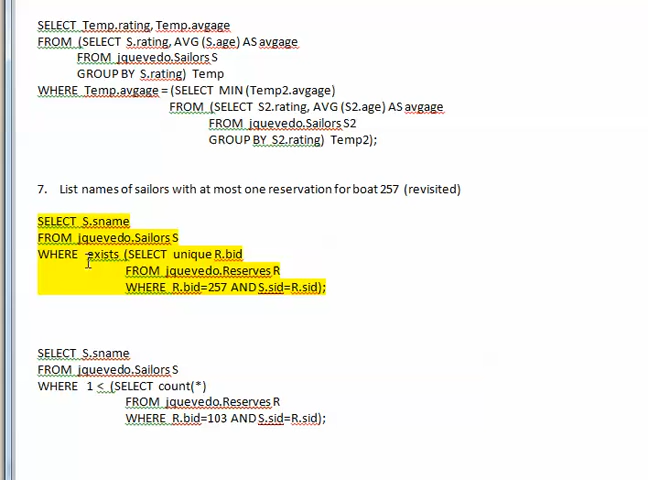 SELECT Temp.rating, Temp.avgage
FROM (SELECT S.rating, AVG (S.age) AS avgage
FROM jquevedo.Sailors S
GROUP BY S.rating) Temp
WHERE Temp.avgage = (SELECT MIN (Temp2.avgage)
FROM (SELECT S2.rating, AVG (S2.age) AS avgage
FROM jquevedo.Sailors S2
GROUP BY S2.rating) Temp2);
7. List names of sailors with at most one reservation for boat 257 (revisited)
SELECT S.sname
FROM jquevedo.Sailors S
WHERE exists (SELECT unique R.bid
FROM jquevedo.Reserves R
WHERE R.bid=257 AND S.sid=R.sid);
SELECT S.sname
FROM jquevedo.Sailors S
WHERE 1 < (SELECT count(*)
FROM jquevedo.Reserves R
WHERE R.bid=103 AND S.sid=R.sid);